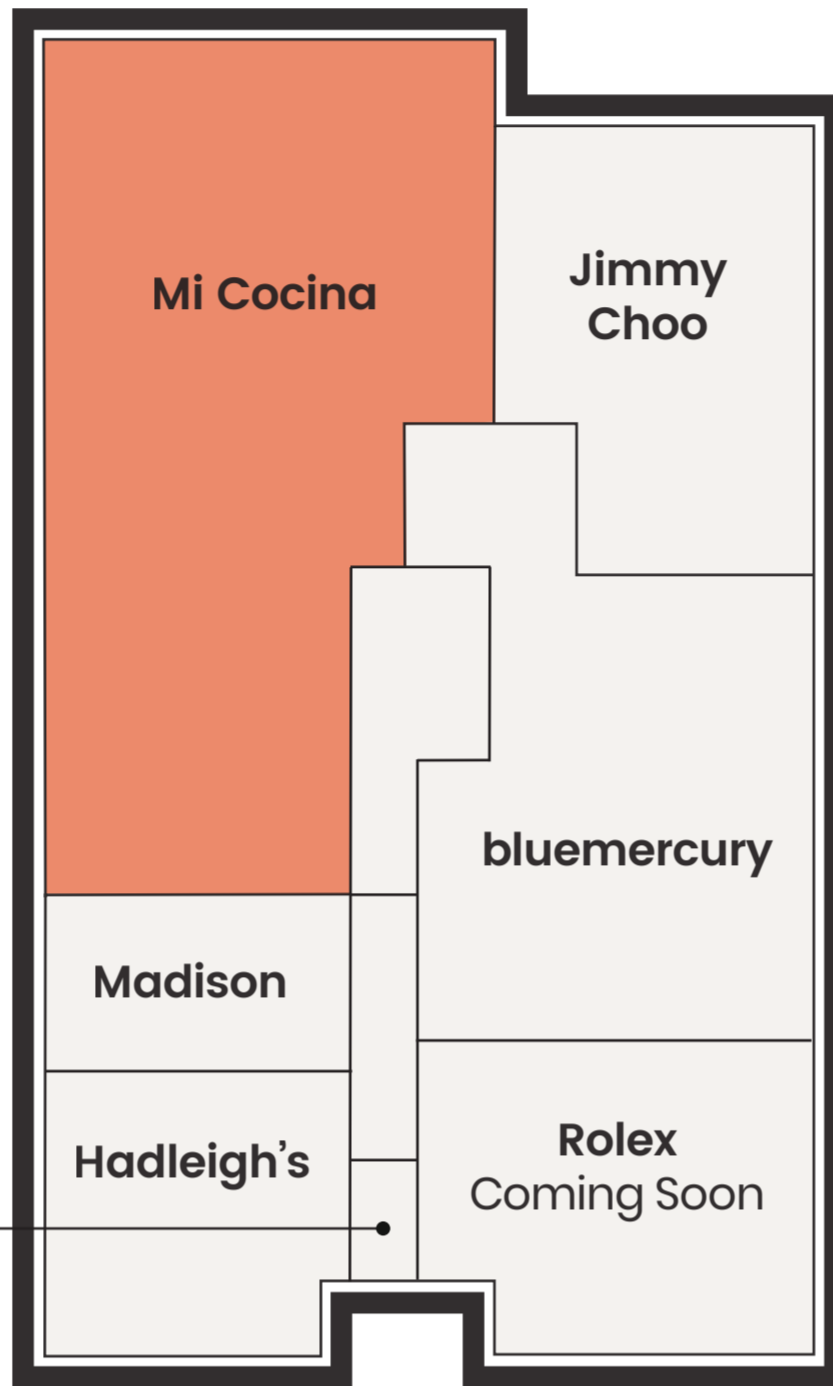 Mi Cocina
Jimmy
Choo
bluemercury
Madison
Hadleigh’s
Rolex
Coming Soon